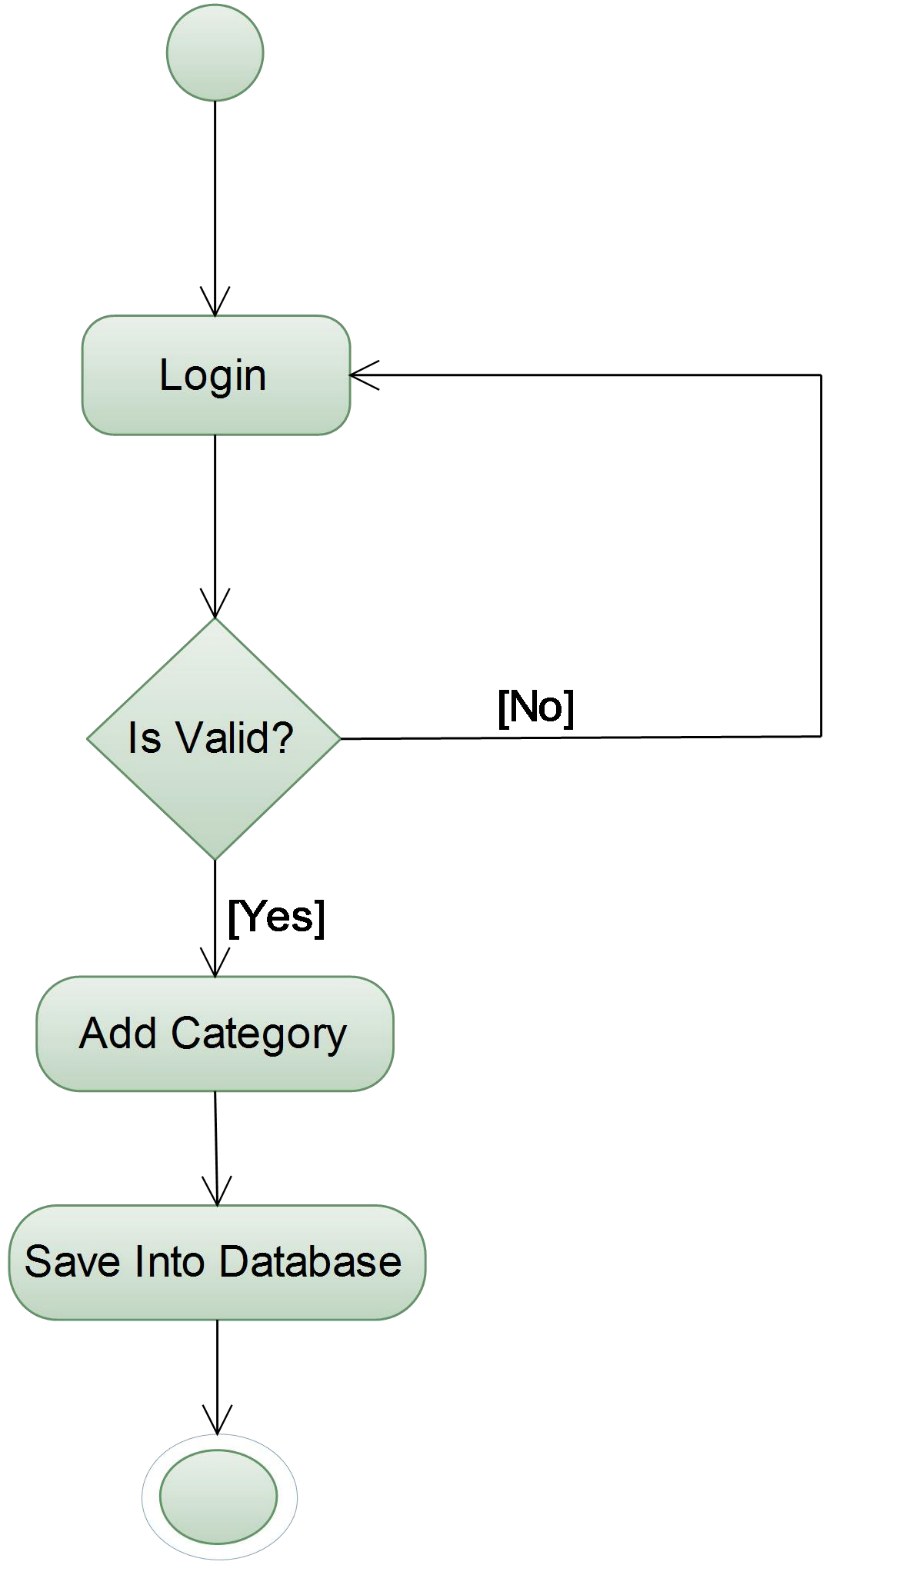 Login
Is Valid?
[No]
[Yes]
Add Category
Save Into Database